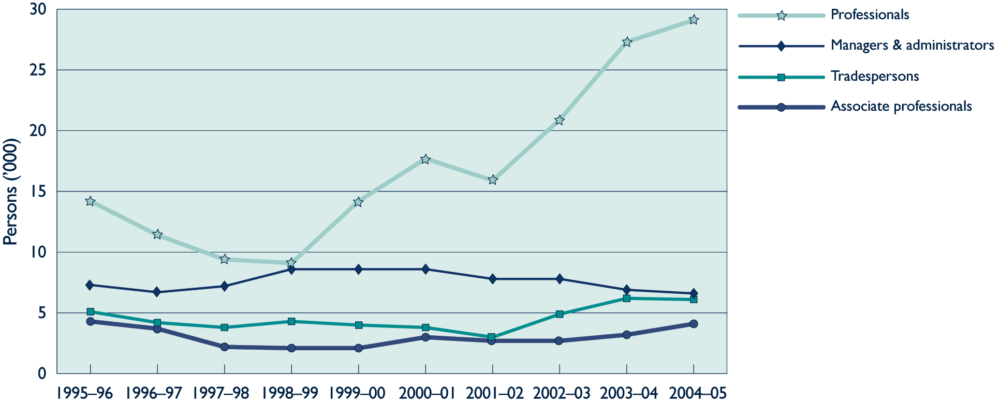 30
25
20
15
10
5
0
Persons ('000)
1995–96 1996–97 1997–98 1998–99 1999–00 2000–01 2001–02 2002–03 2003–04 2004–05
Professionals
Managers & administrators
Tradespersons
Associate professionals